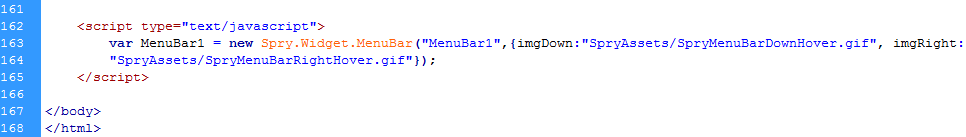 161
162 <script type="text/javascript">
163 var MenuBar1 = new Spry.Widget.MenuBar("MenuBar1",{imgDown:"SpryAssets/SpryMenuBarDownHover.gif", imgRight:
164 "SpryAssets/SpryMenuBarRightHover.gif"});
165 </script>
166
167 </body>
168 </html>